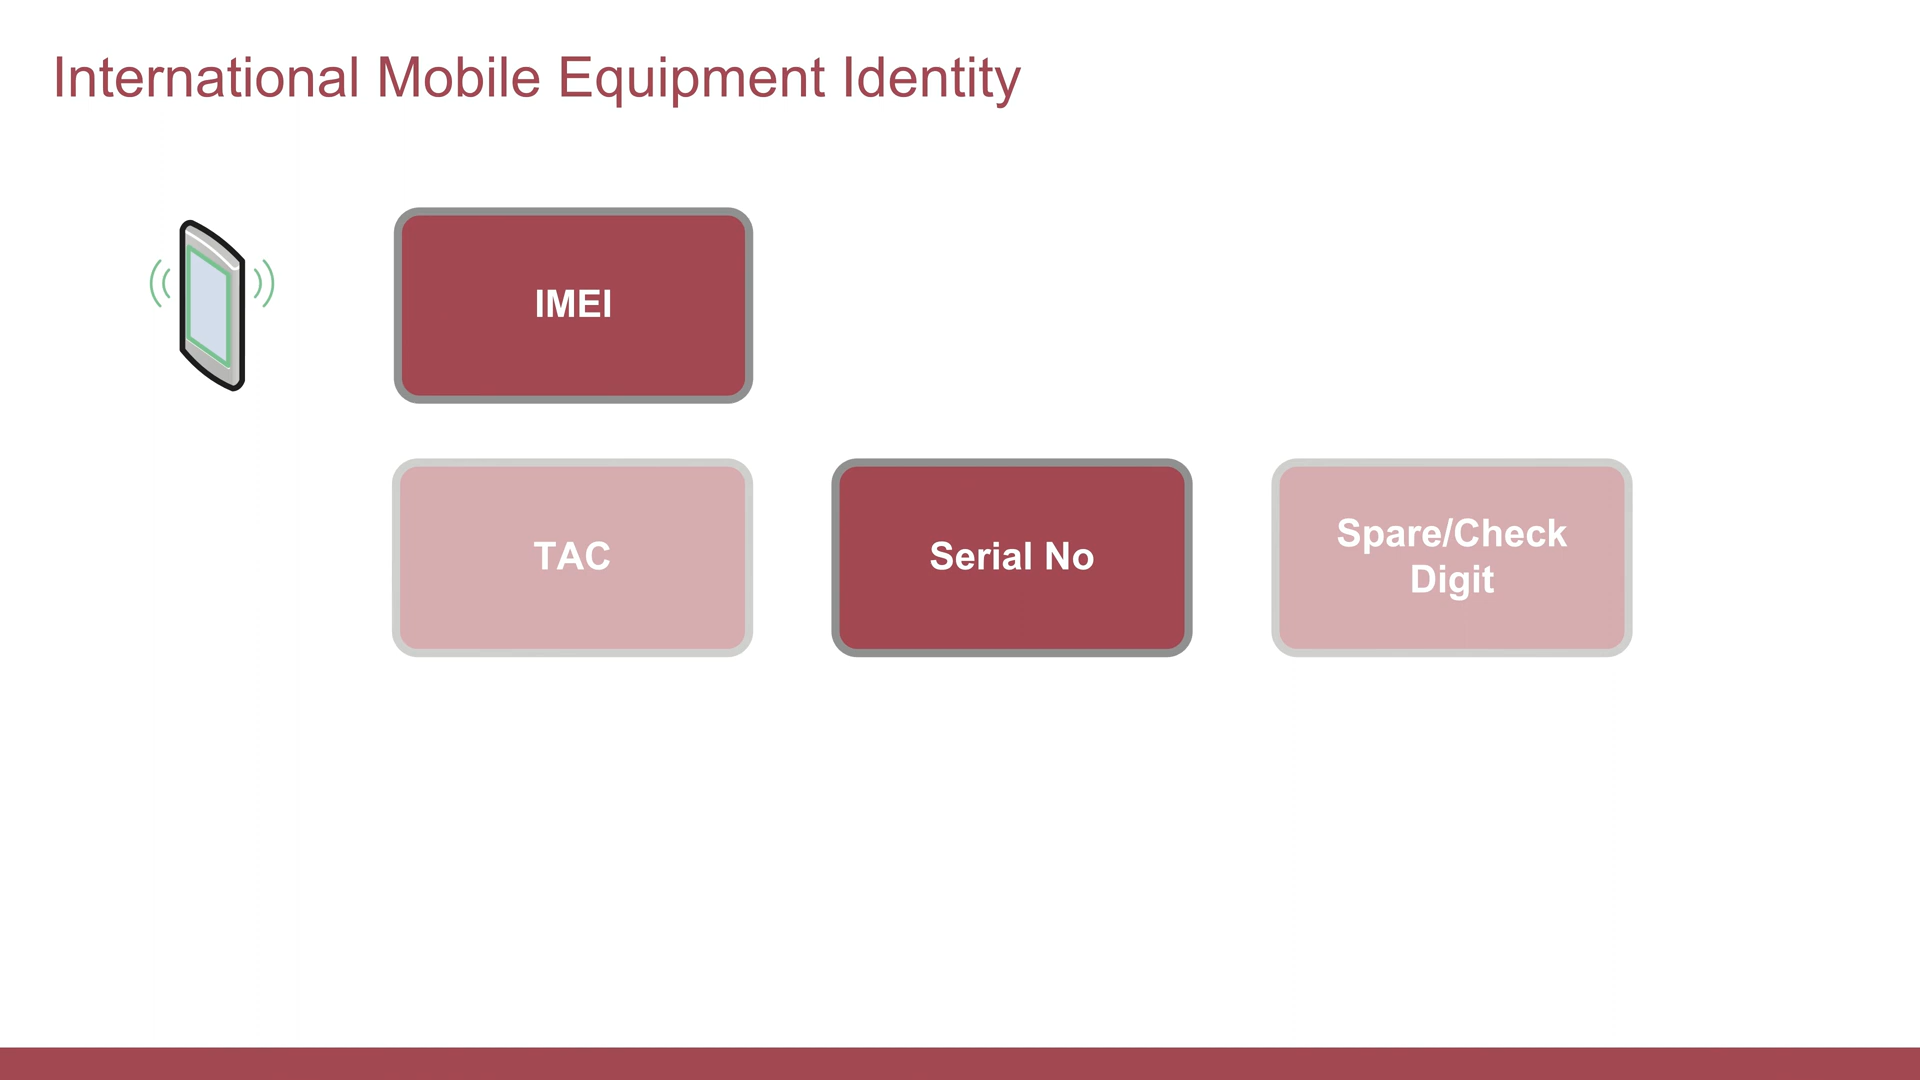 International Mobile Equipment Identity
IMEI
TAC
Serial No
Spare/Check
Digit